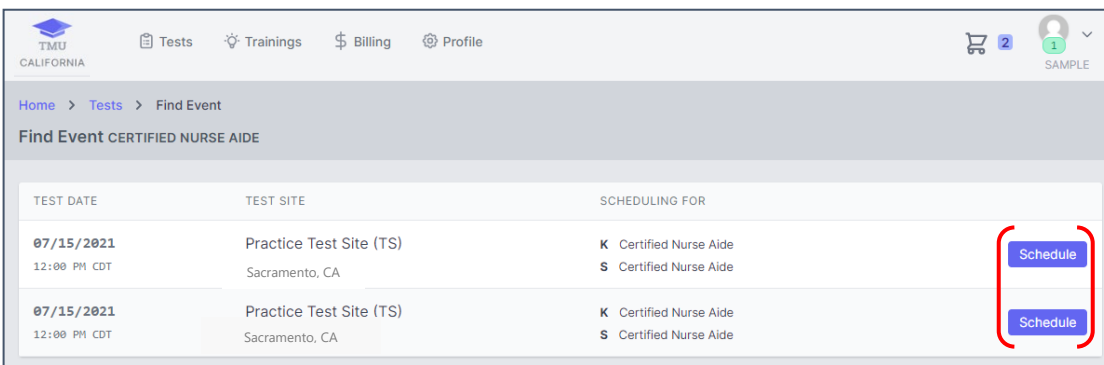 TMU
CALIFORNIA
Tests Trainings $ Billing Profile
2
1
SAMPLE
Home > Tests > Find Event
Find Event CERTIFIED NURSE AIDE
TEST DATE TEST SITE SCHEDULING FOR
07/15/2021 Practice Test Site (TS) K Certified Nurse Aide
12:00 PM CDT Sacramento, CA S Certified Nurse Aide
Schedule
07/15/2021 Practice Test Site (TS) K Certified Nurse Aide
12:00 PM CDT Sacramento, CA S Certified Nurse Aide
Schedule